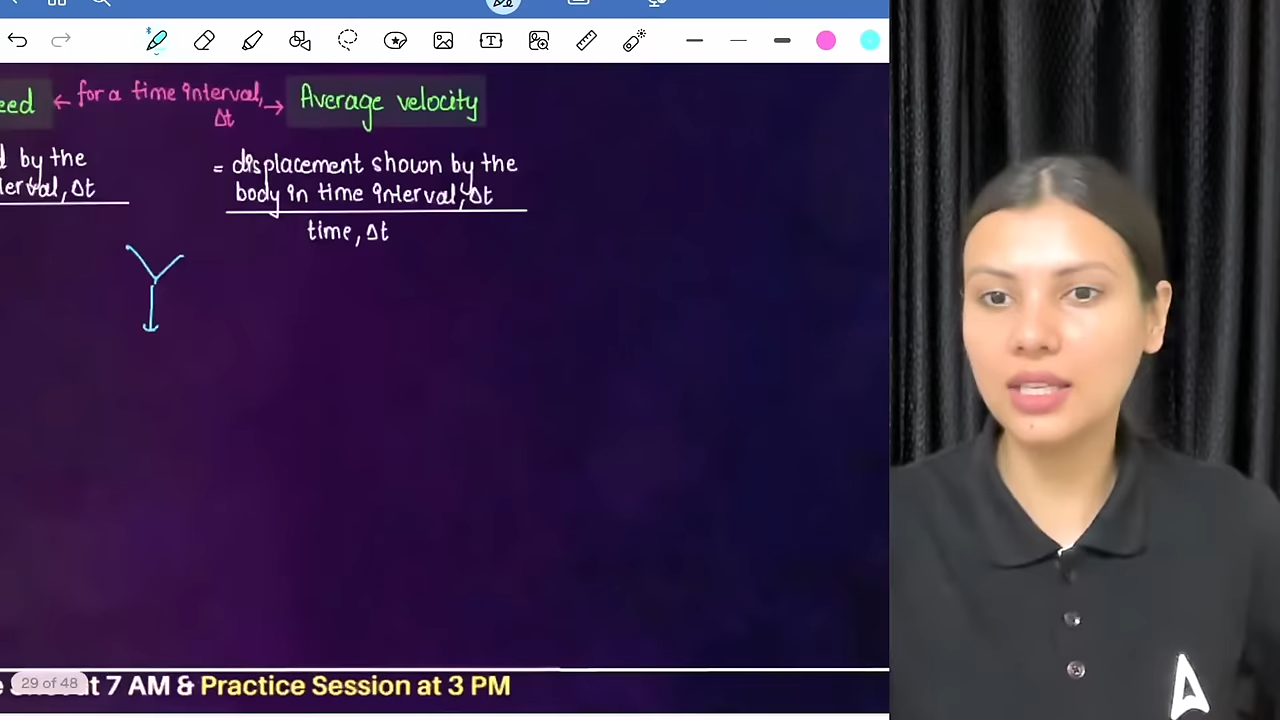 eed ← for a time interval, → Average velocity
Δt
d by the
erval, Δt
= displacement shown by the
body in time interval, Δt
time, Δt
29 of 48
at 7 AM & Practice Session at 3 PM